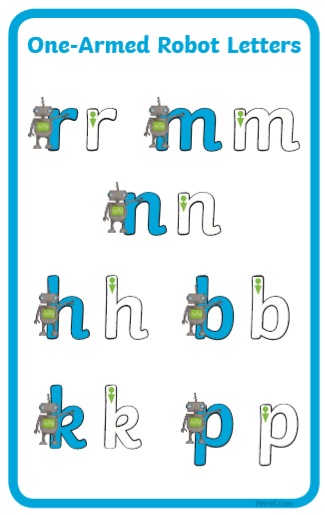 One-Armed Robot Letters
r r m m
n n
h h b b
k k p p